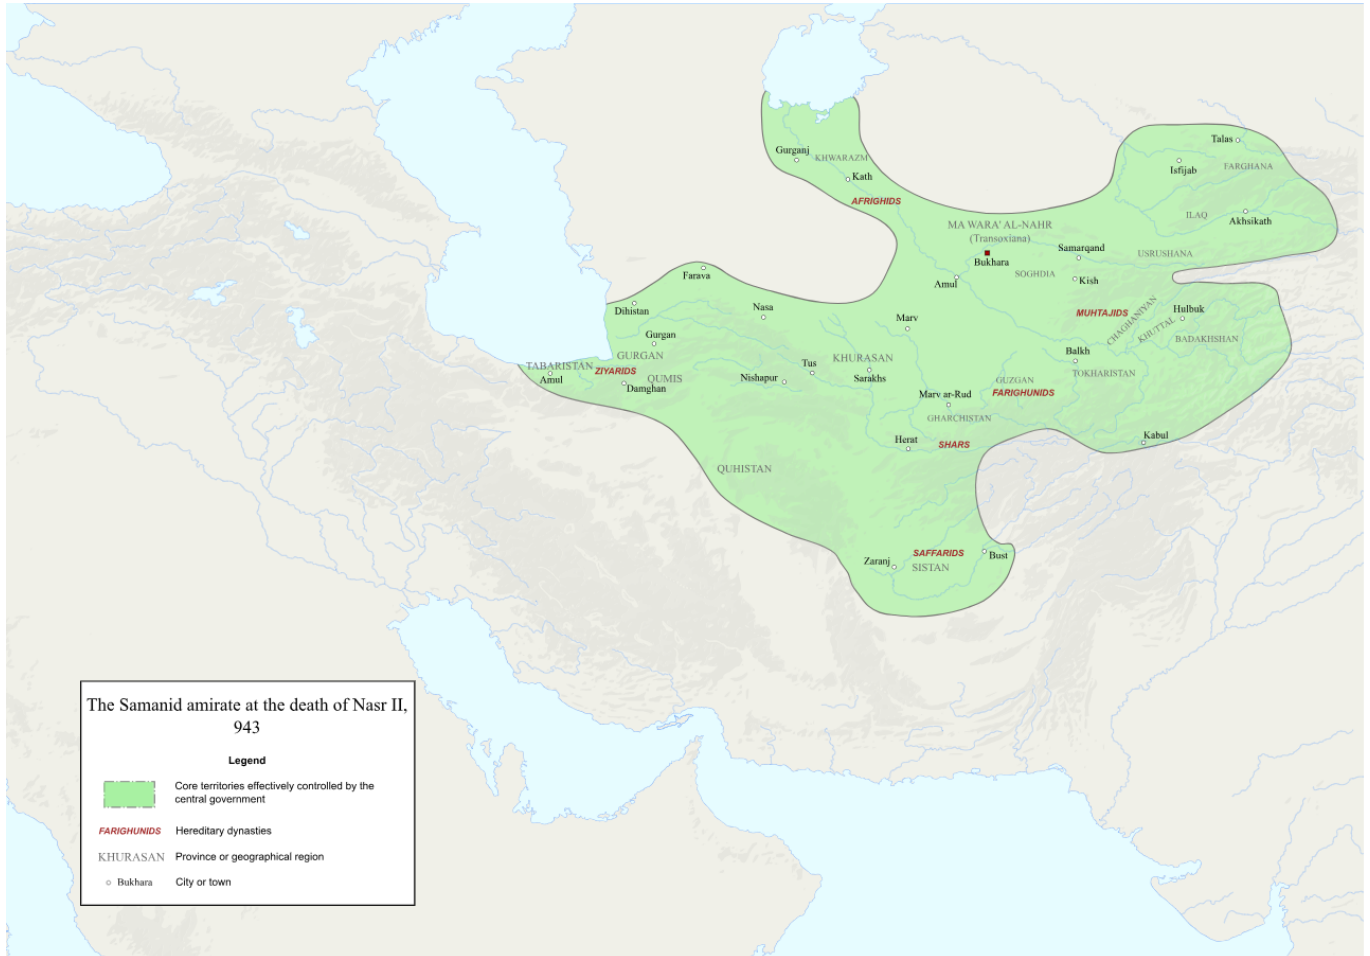 Talas
Isfijab
FARGHANA
Gurganj
KHWARAZM
Kath
AFRIGHIDS
ILAQ
Akhsikath
MA WARA' AL-NAHR
(Transoxiana)
Bukhara
Samarqand
USRUSHANA
SOGHDIA
Kish
Amul
Farava
Dihistan
Nasa
Marv
MUHTAJIDS
CHAGHANIYAN
KHUTTAL
Hulbuk
BADAKHSHAN
Gurgan
GURGAN
TABARISTAN
Amul
ZIYARIDS
QUMIS
Damghan
Nishapur
Tus
KHURASAN
Sarakhs
Balkh
TOKHARISTAN
GUZGAN
FARIGHUNIDS
Marv ar-Rud
GHARCHISTAN
Herat
SHARS
Kabul
QUHISTAN
SAFFARIDS
Zaranj
SISTAN
Bust
The Samanid amirate at the death of Nasr II,
943
Legend
Core territories effectively controlled by the
central government
FARIGHUNIDS Hereditary dynasties
KHURASAN Province or geographical region
Bukhara City or town